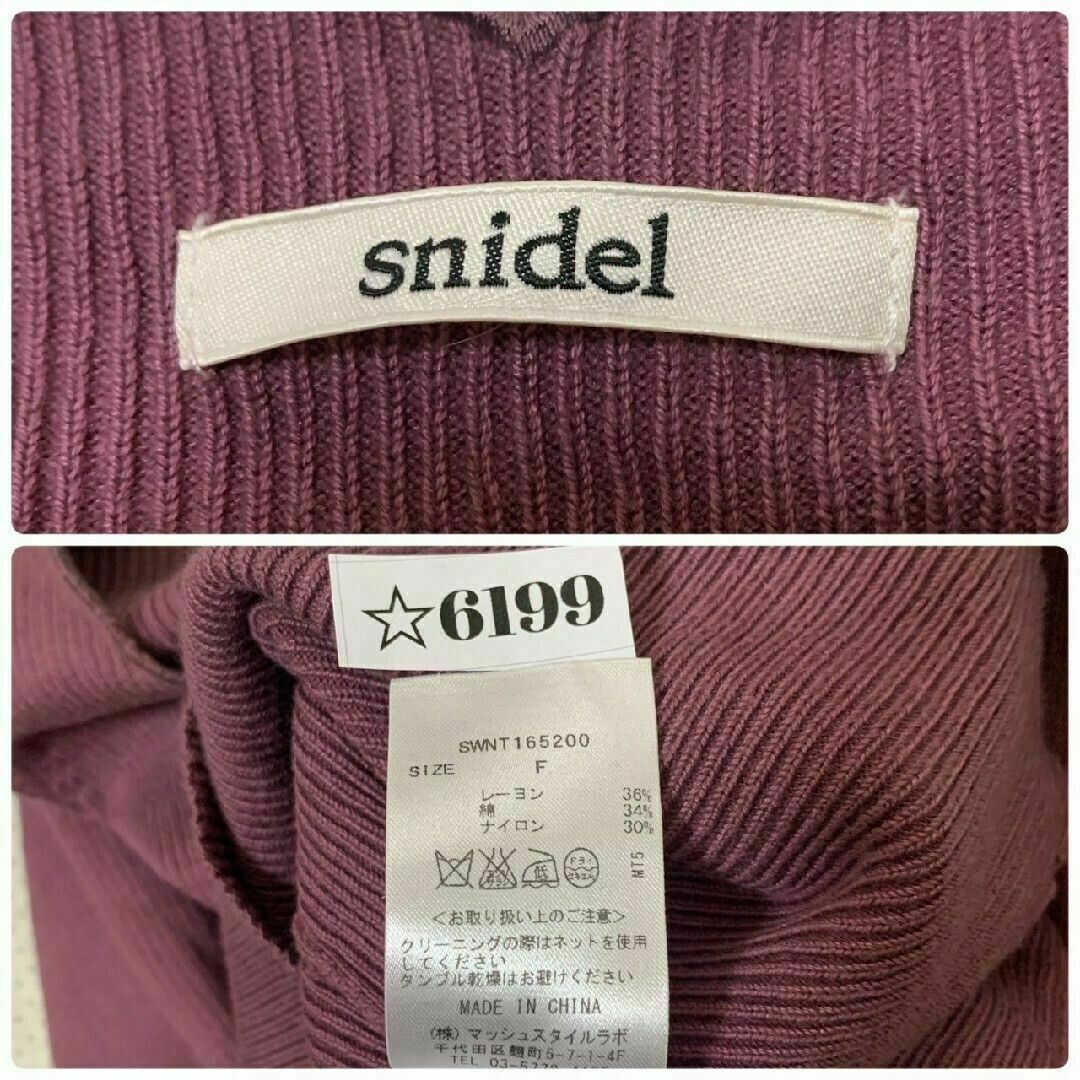 snidel
☆6199
SWNT165200
SIZE F
レーヨン 36%
綿 34%
ナイロン 30%
低
MT5
<お取り扱い上のご注意>
クリーニングの際はネットを使用
してください
タンブル乾燥はお避けください
MADE IN CHINA
(株)マッシュスタイルラボ
千代田区麹町5-7-1-4F
TEL